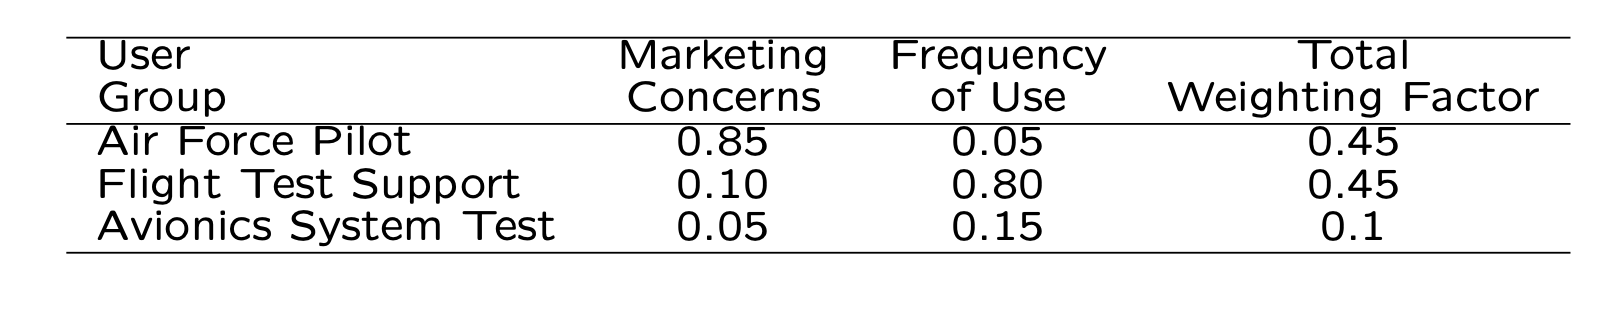 User Marketing Frequency Total
Group Concerns of Use Weighting Factor
Air Force Pilot 0.85 0.05 0.45
Flight Test Support 0.10 0.80 0.45
Avionics System Test 0.05 0.15 0.1